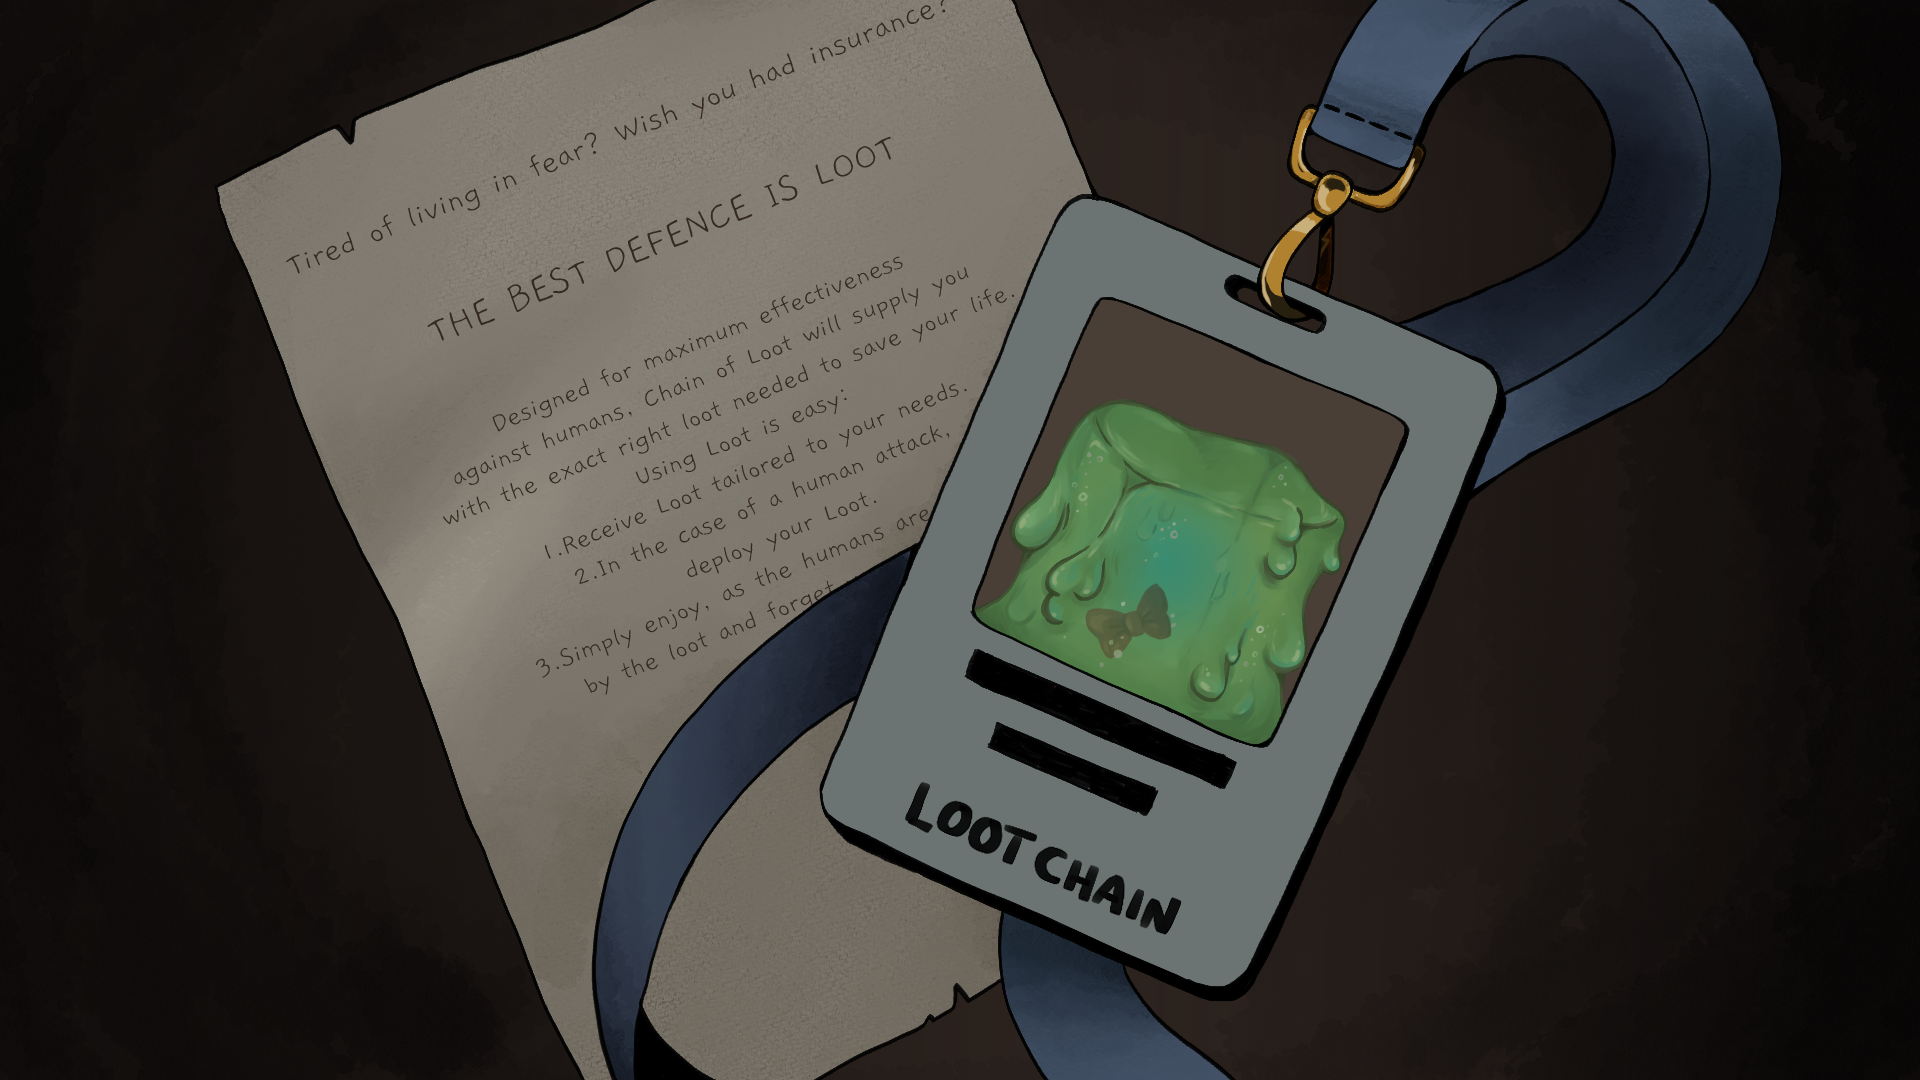 Tired of living in fear? Wish you had insurance?
THE BEST DEFENCE IS LOOT
Designed for maximum effectiveness
against humans, Chain of Loot will supply you
with the exact right loot needed to save your life.
Using Loot is easy:
1.Receive Loot tailored to your needs.
2.In the case of a human attack,
deploy your Loot.
3.Simply enjoy, as the humans are
by the loot and forget
LOOT CHAIN